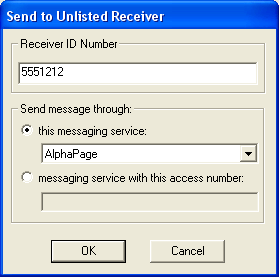 Send to Unlisted Receiver
Receiver ID Number
5551212
Send message through:
this messaging service:
AlphaPage
messaging service with this access number:
OK
Cancel